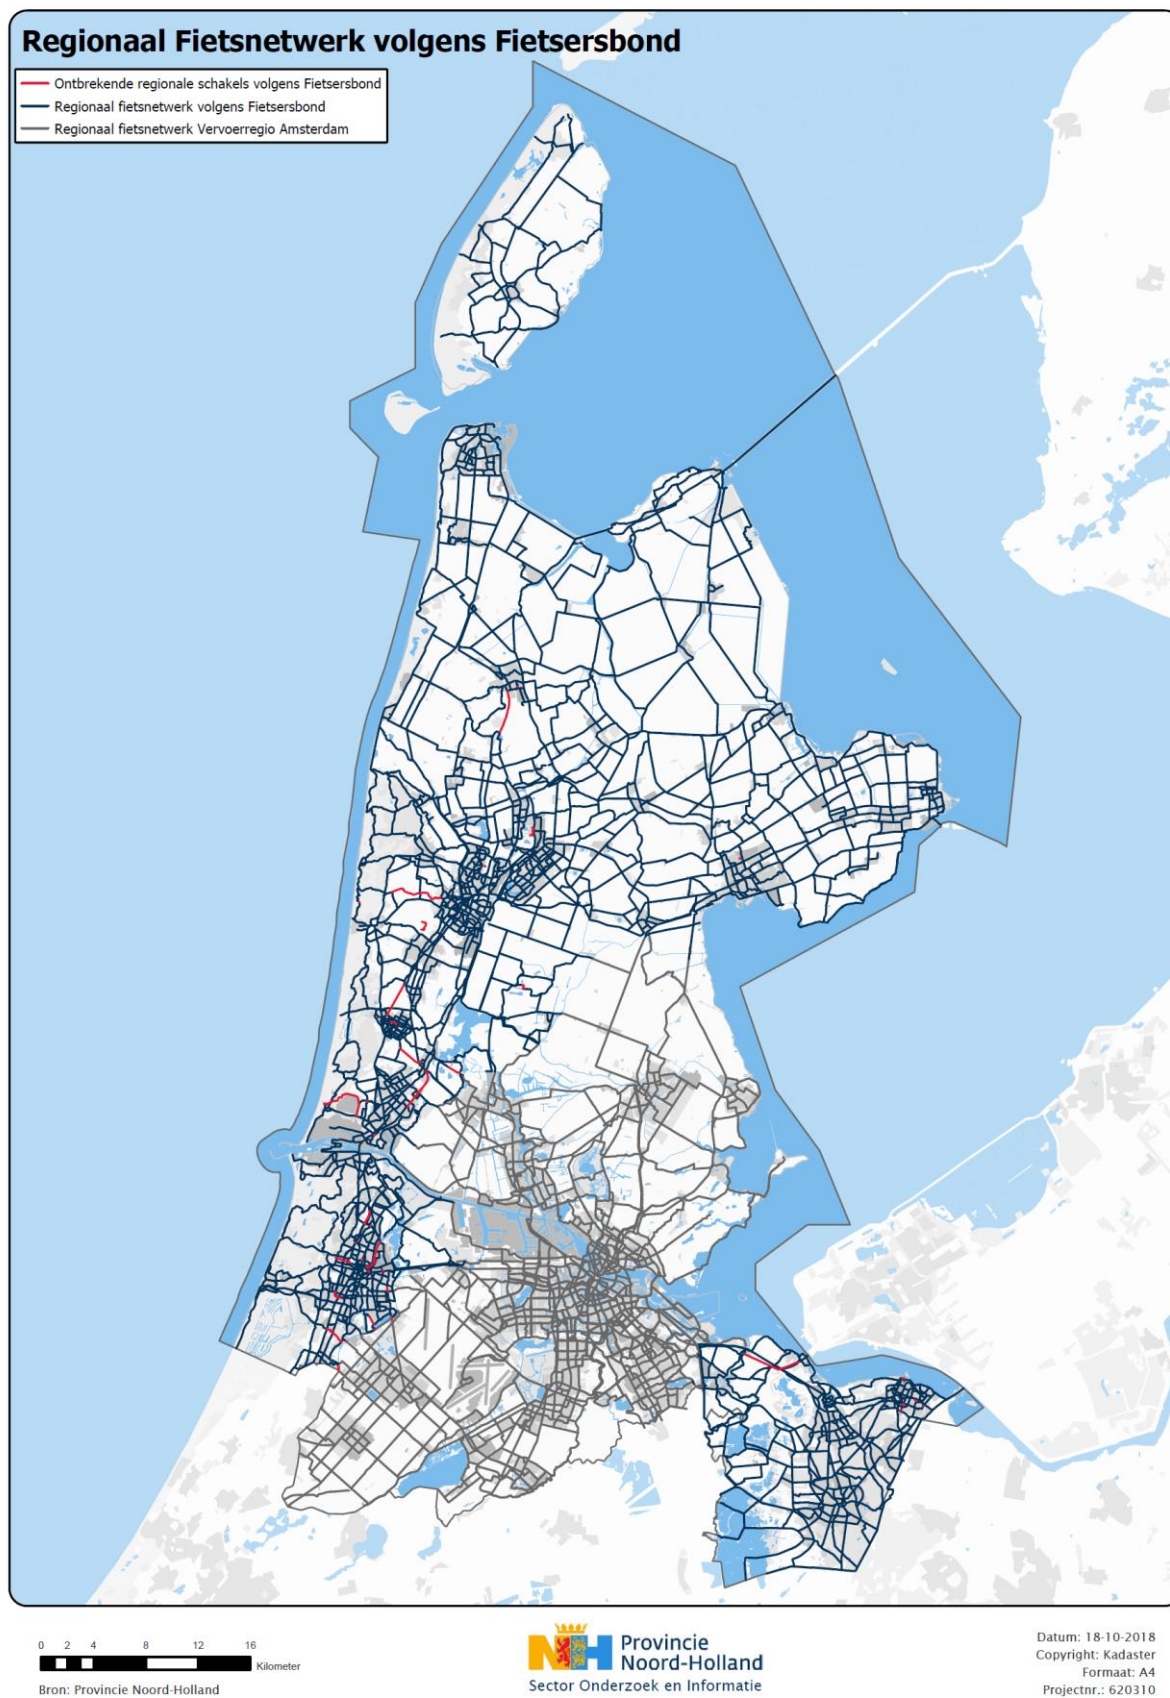 Regionaal Fietsnetwerk volgens Fietsersbond
Ontbrekende regionale schakels volgens Fietsersbond
Regionaal fietsnetwerk volgens Fietsersbond
Regionaal fietsnetwerk Vervoerregio Amsterdam
0 2 4 8 12 16
Kilometer
Bron: Provincie Noord-Holland
Provincie
Noord-Holland
Sector Onderzoek en Informatie
Datum: 18-10-2018
Copyright: Kadaster
Formaat: A4
Projectnr.: 620310